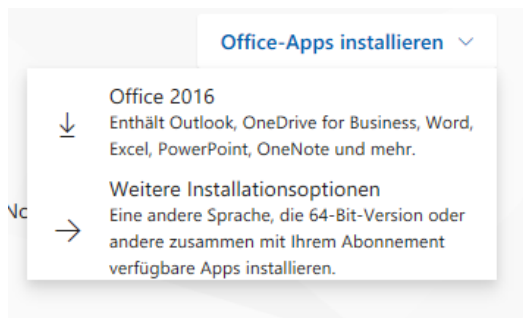 Office-Apps installieren
Office 2016
Enthält Outlook, OneDrive for Business, Word,
Excel, PowerPoint, OneNote und mehr.
Weitere Installationsoptionen
Eine andere Sprache, die 64-Bit-Version oder
andere zusammen mit Ihrem Abonnement
verfügbare Apps installieren.